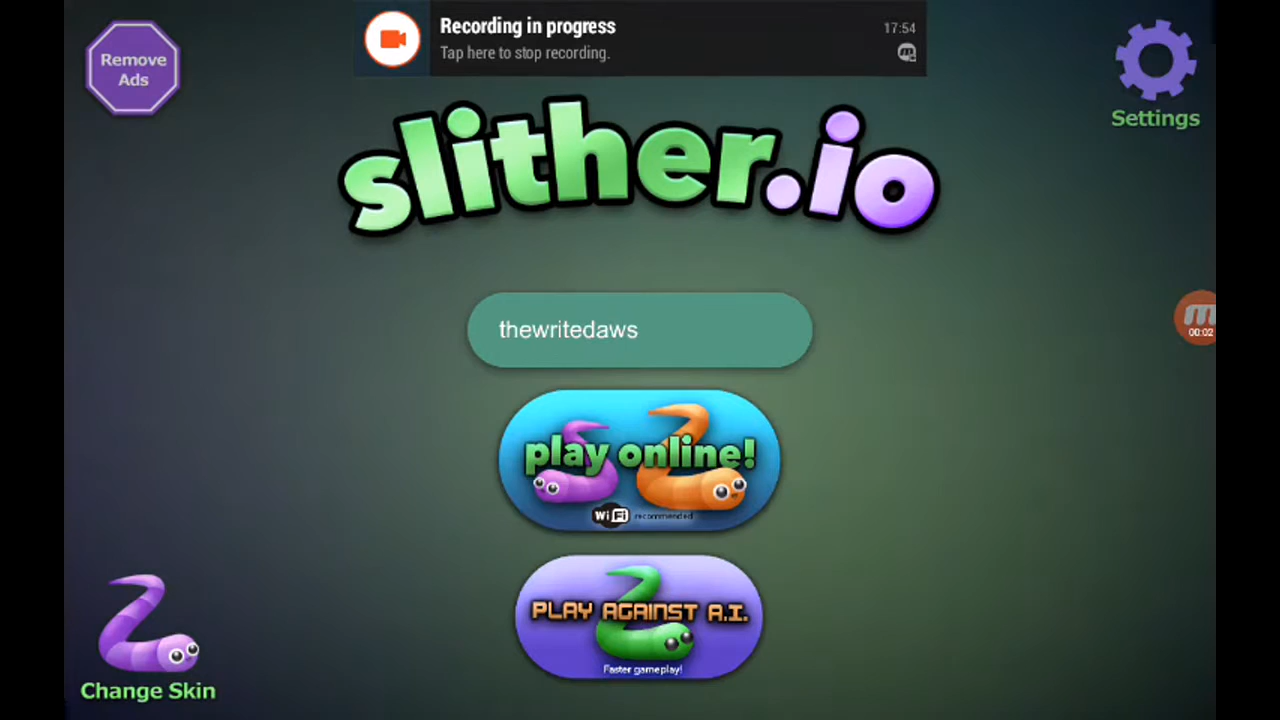 Remove
Ads
Recording in progress
17:54
Tap here to stop recording.
Settings
slither.io
thewritedaws
00:02
play online!
WiFi recommended
PLAY AGAINST A.I.
Faster gameplay!
Change Skin